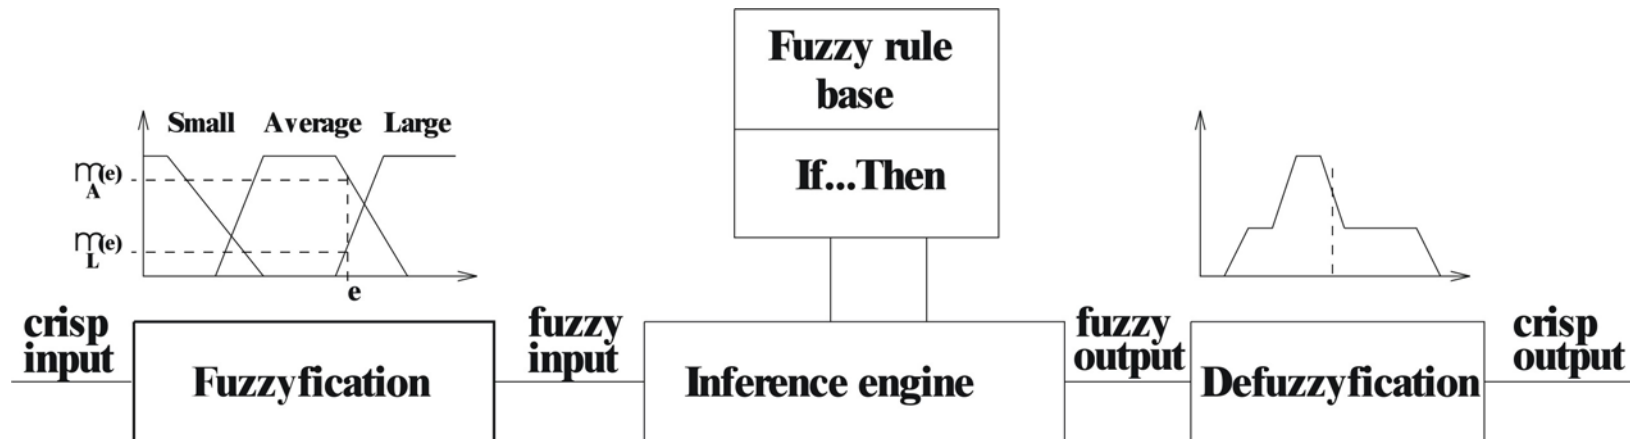 Fuzzy rule
base
If...Then
Small Average Large
m (e)
A
m (e)
L
e
crisp
input
Fuzzyfication
fuzzy
input
Inference engine
fuzzy
output
Defuzzyfication
crisp
output